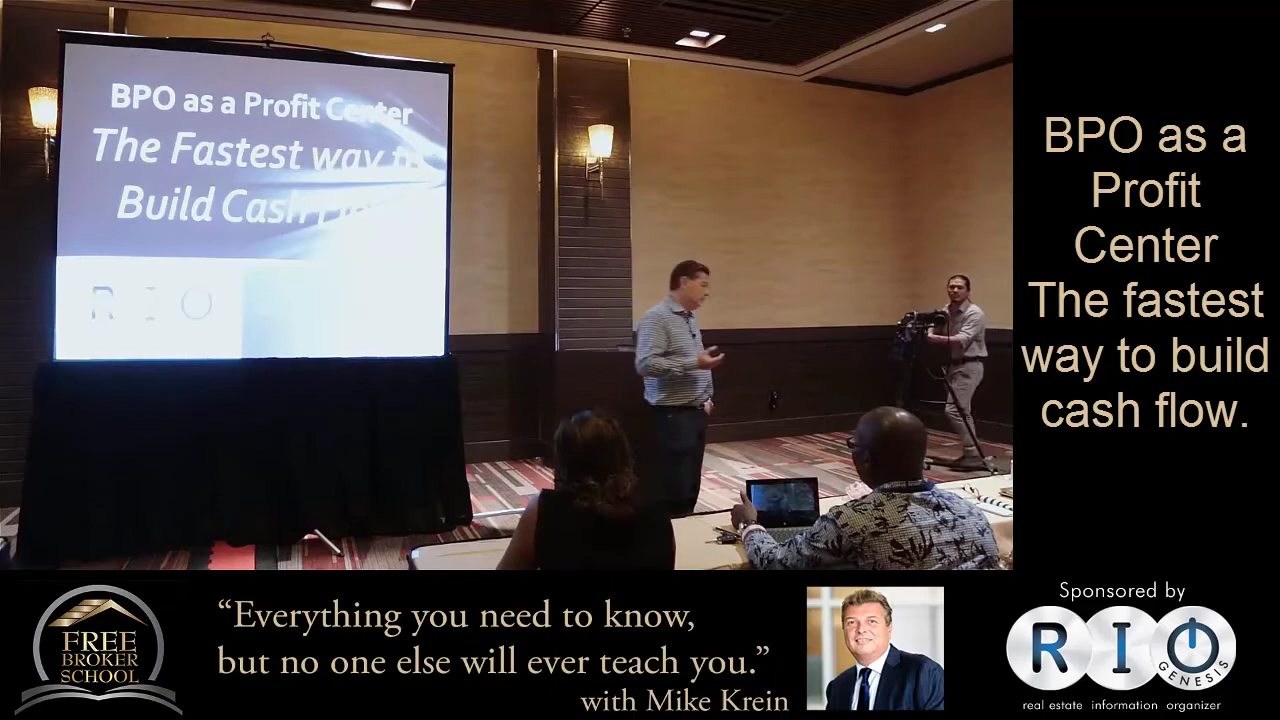 BPO as a Profit Center
The Fastest way
Build Cash
R I O
BPO as a
Profit
Center
The fastest
way to build
cash flow.
FREE
BROKER
SCHOOL
“Everything you need to know,
but no one else will ever teach you.”
with Mike Krein
Sponsored by
R I O
GENESIS
real estate information organizer